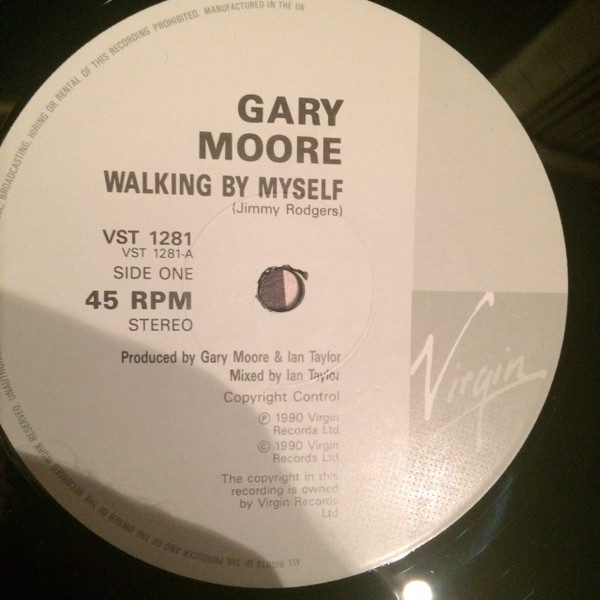 BROADCASTING, HIRING OR RENTAL OF THIS RECORDING PROHIBITED. MANUFACTURED IN THE UK
GARY
MOORE
WALKING BY MYSELF
(Jimmy Rodgers)
VST 1281
VST 1281-A
SIDE ONE
45 RPM
STEREO
Produced by Gary Moore & Ian Taylor
Mixed by Ian Taylor
Copyright Control
℗ 1990 Virgin
Records Ltd
© 1990 Virgin
Records Ltd
The copyright in this
recording is owned
by Virgin Records
Ltd
Virgin
ALL RIGHTS OF THE PRODUCER AND OF THE OWNER OF THE RECORDED WORK RESERVED.